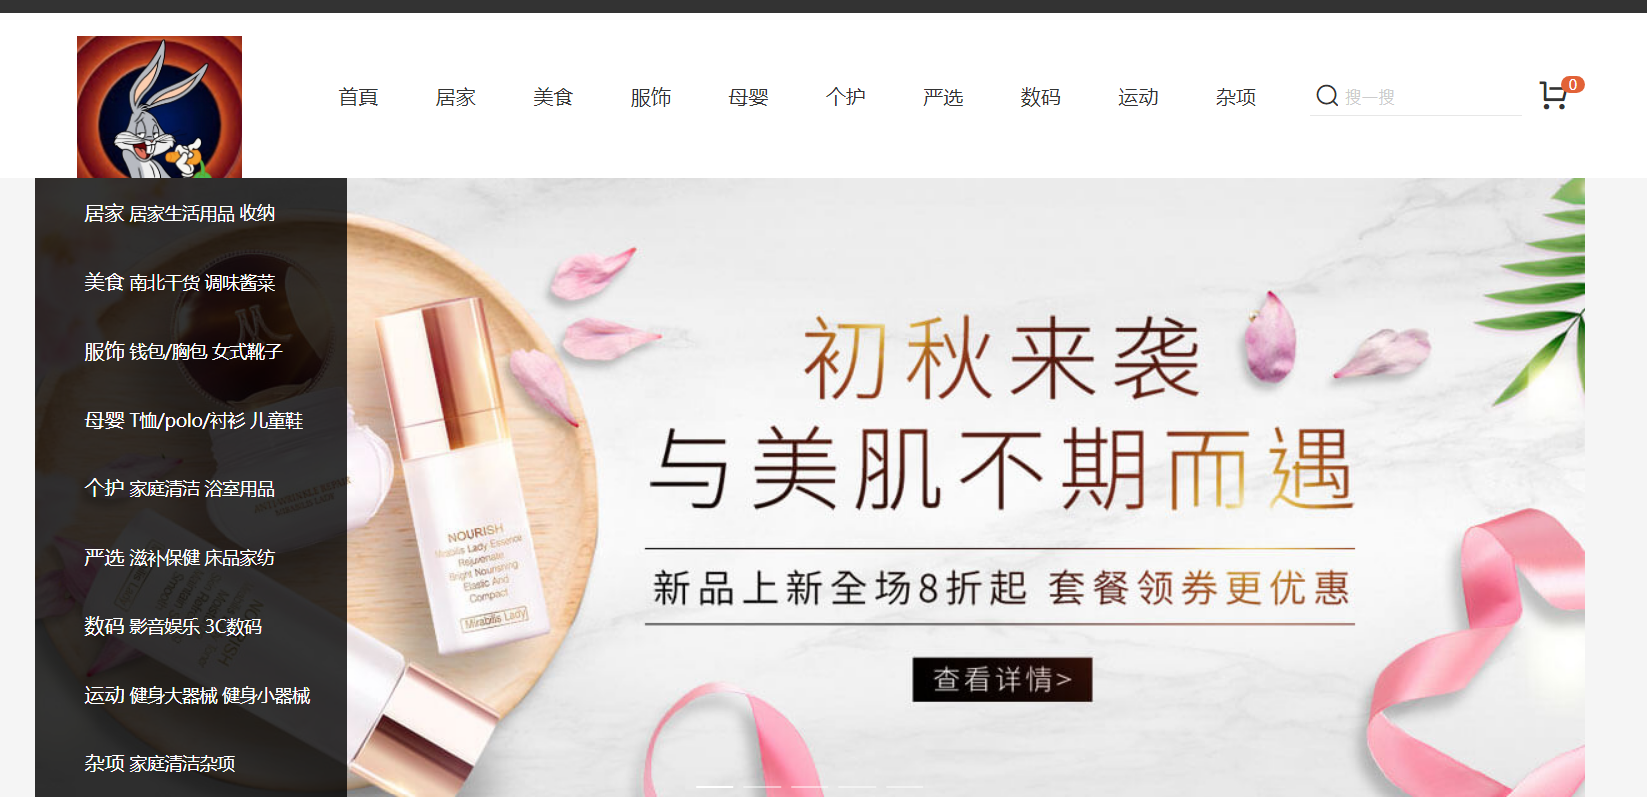 首頁 居家 美食 服饰 母婴 个护 严选 数码 运动 杂项 搜一搜 0
居家 居家生活用品 收纳
美食 南北干货 调味酱菜
服饰 钱包/胸包 女式靴子
母婴 T恤/polo/衬衫 儿童鞋
个护 家庭清洁 浴室用品
严选 滋补保健 床品家纺
数码 影音娱乐 3C数码
运动 健身大器械 健身小器械
杂项 家庭清洁杂项
初秋来袭
与美肌不期而遇
新品上新全场8折起 套餐领券更优惠
查看详情>
NOURISH
Mirabilis Lady Essence
Rejuvenate
Bright Nourishing
Elastic And
Compact
Mirabilis Lady